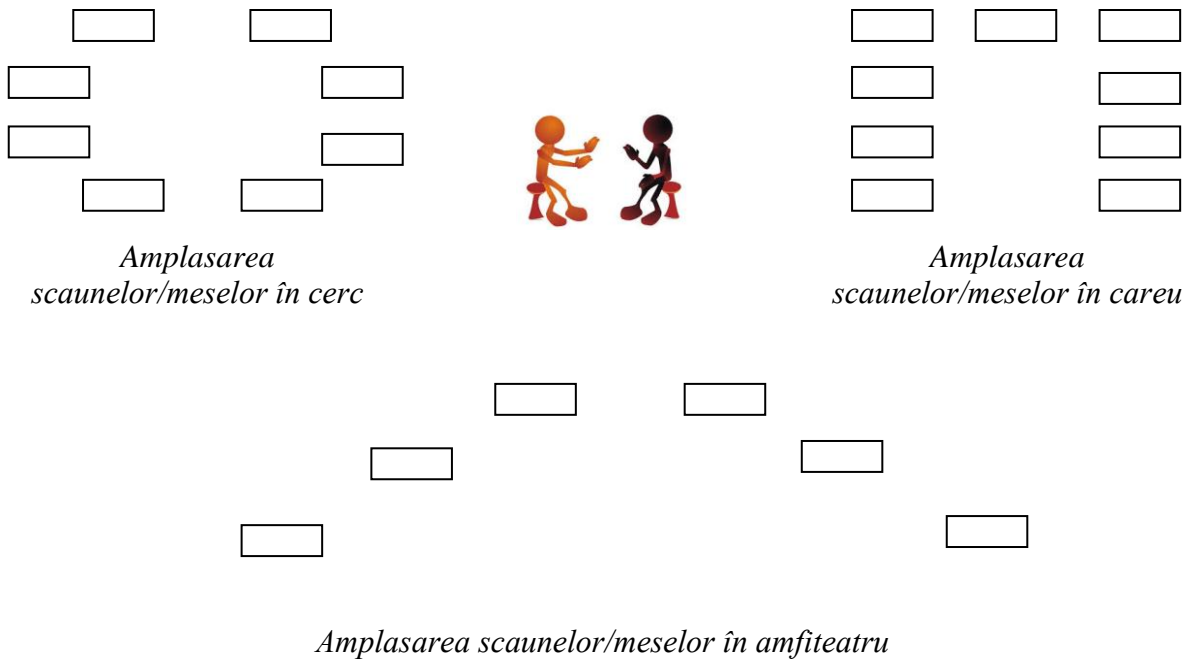 Amplasarea
scaunelor/meselor în cerc
Amplasarea
scaunelor/meselor în careu
Amplasarea scaunelor/meselor în amfiteatru